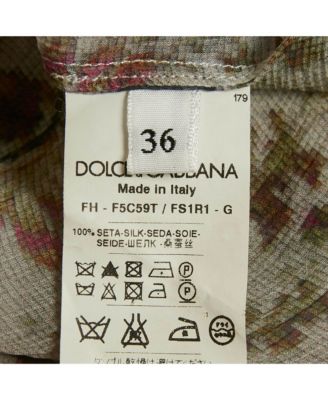 179
36
DOLCE&GABBANA
Made in Italy
FH - F5C59T / FS1R1 - G
100% SETA-SILK-SEDA-SOIE-
SEIDE-ШЕЛК-桑蚕丝